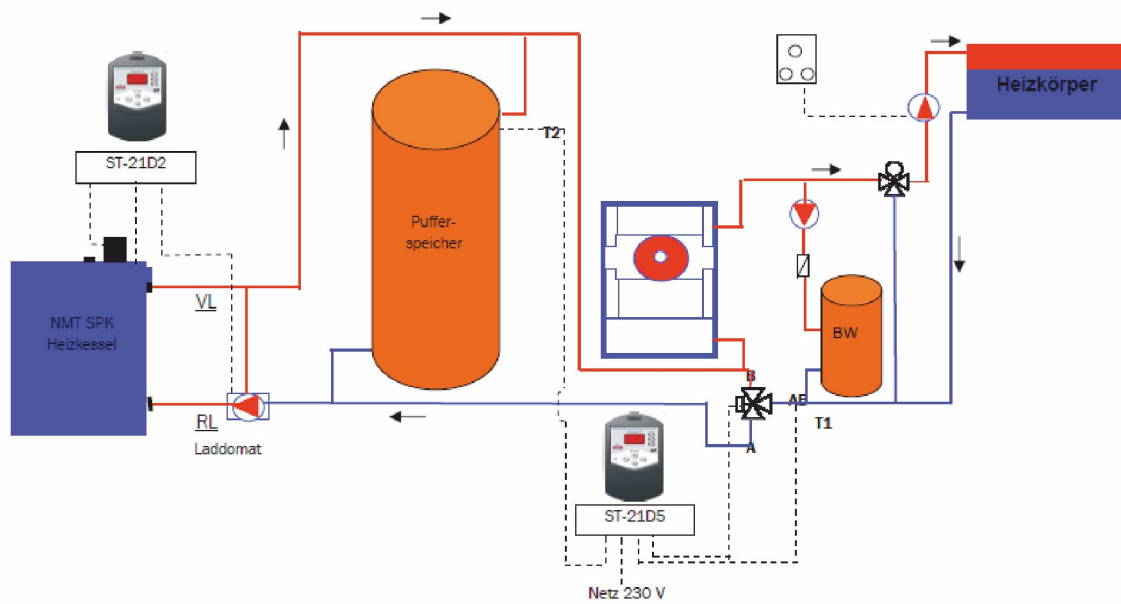 Heizkörper
T2
ST-21D2
Puffer-
speicher
VL
NMT SPK
Heizkessel
BW
B
AB
T1
RL
A
Laddomat
ST-21D5
Netz 230 V